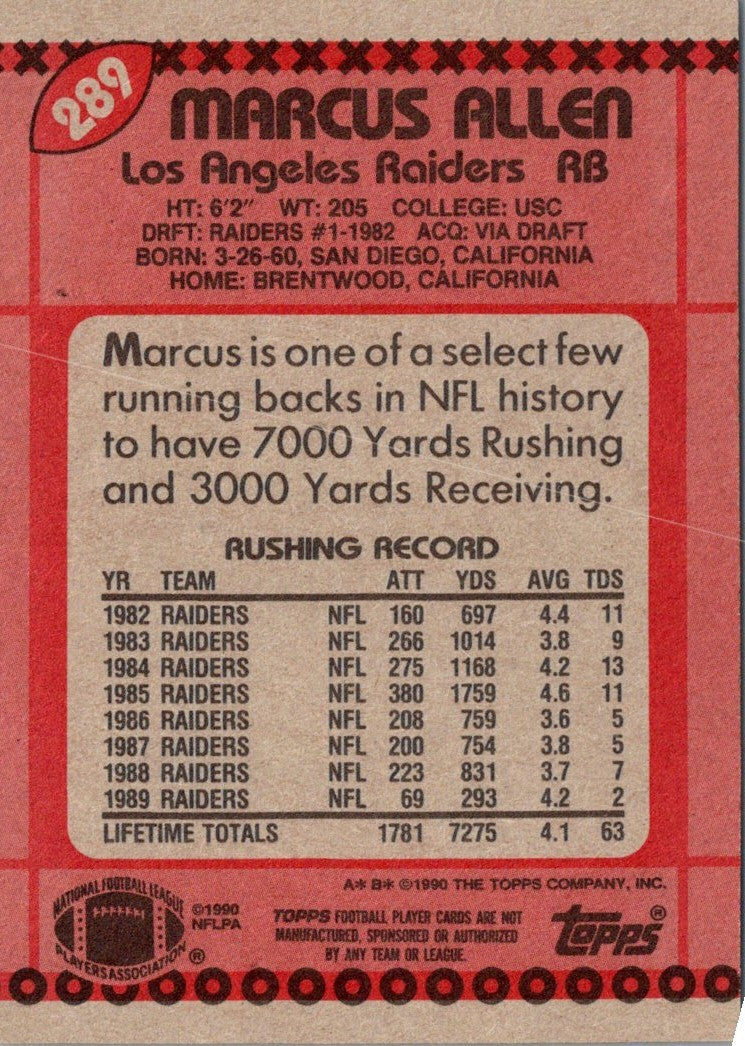 289
MARCUS ALLEN
Los Angeles Raiders RB
HT: 6'2" WT: 205 COLLEGE: USC
DRFT: RAIDERS #1-1982 ACQ: VIA DRAFT
BORN: 3-26-60, SAN DIEGO, CALIFORNIA
HOME: BRENTWOOD, CALIFORNIA
Marcus is one of a select few
running backs in NFL history
to have 7000 Yards Rushing
and 3000 Yards Receiving.
RUSHING RECORD
YR TEAM ATT YDS AVG TDS
1982 RAIDERS NFL 160 697 4.4 11
1983 RAIDERS NFL 266 1014 3.8 9
1984 RAIDERS NFL 275 1168 4.2 13
1985 RAIDERS NFL 380 1759 4.6 11
1986 RAIDERS NFL 208 759 3.6 5
1987 RAIDERS NFL 200 754 3.8 5
1988 RAIDERS NFL 223 831 3.7 7
1989 RAIDERS NFL 69 293 4.2 2
LIFETIME TOTALS 1781 7275 4.1 63
A* B* ©1990 THE TOPPS COMPANY, INC.
NATIONAL FOOTBALL LEAGUE
PLAYERS ASSOCIATION ®
©1990
NFLPA
TOPPS FOOTBALL PLAYER CARDS ARE NOT
MANUFACTURED, SPONSORED OR AUTHORIZED
BY ANY TEAM OR LEAGUE.
topps®